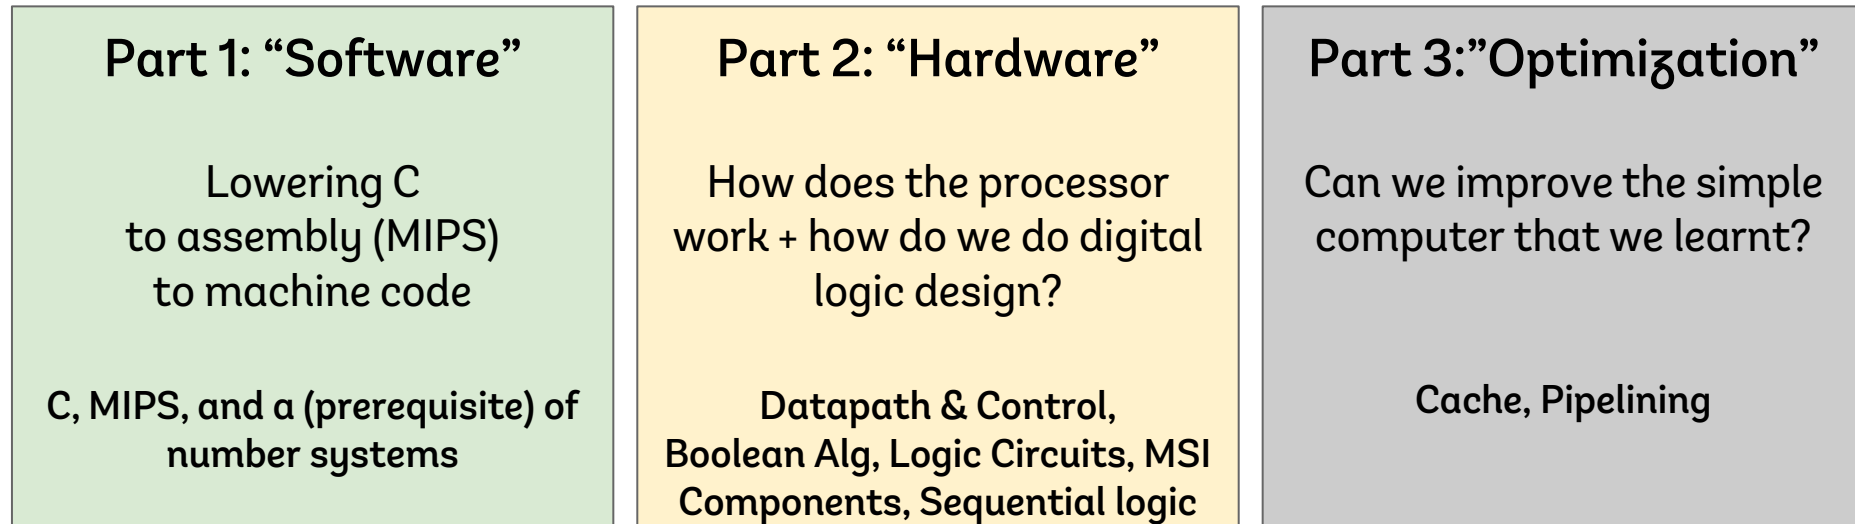 Part 1: “Software”
Lowering C
to assembly (MIPS)
to machine code
C, MIPS, and a (prerequisite) of
number systems
Part 2: “Hardware”
How does the processor
work + how do we do digital
logic design?
Datapath & Control,
Boolean Alg, Logic Circuits, MSI
Components, Sequential logic
Part 3:”Optimization”
Can we improve the simple
computer that we learnt?
Cache, Pipelining